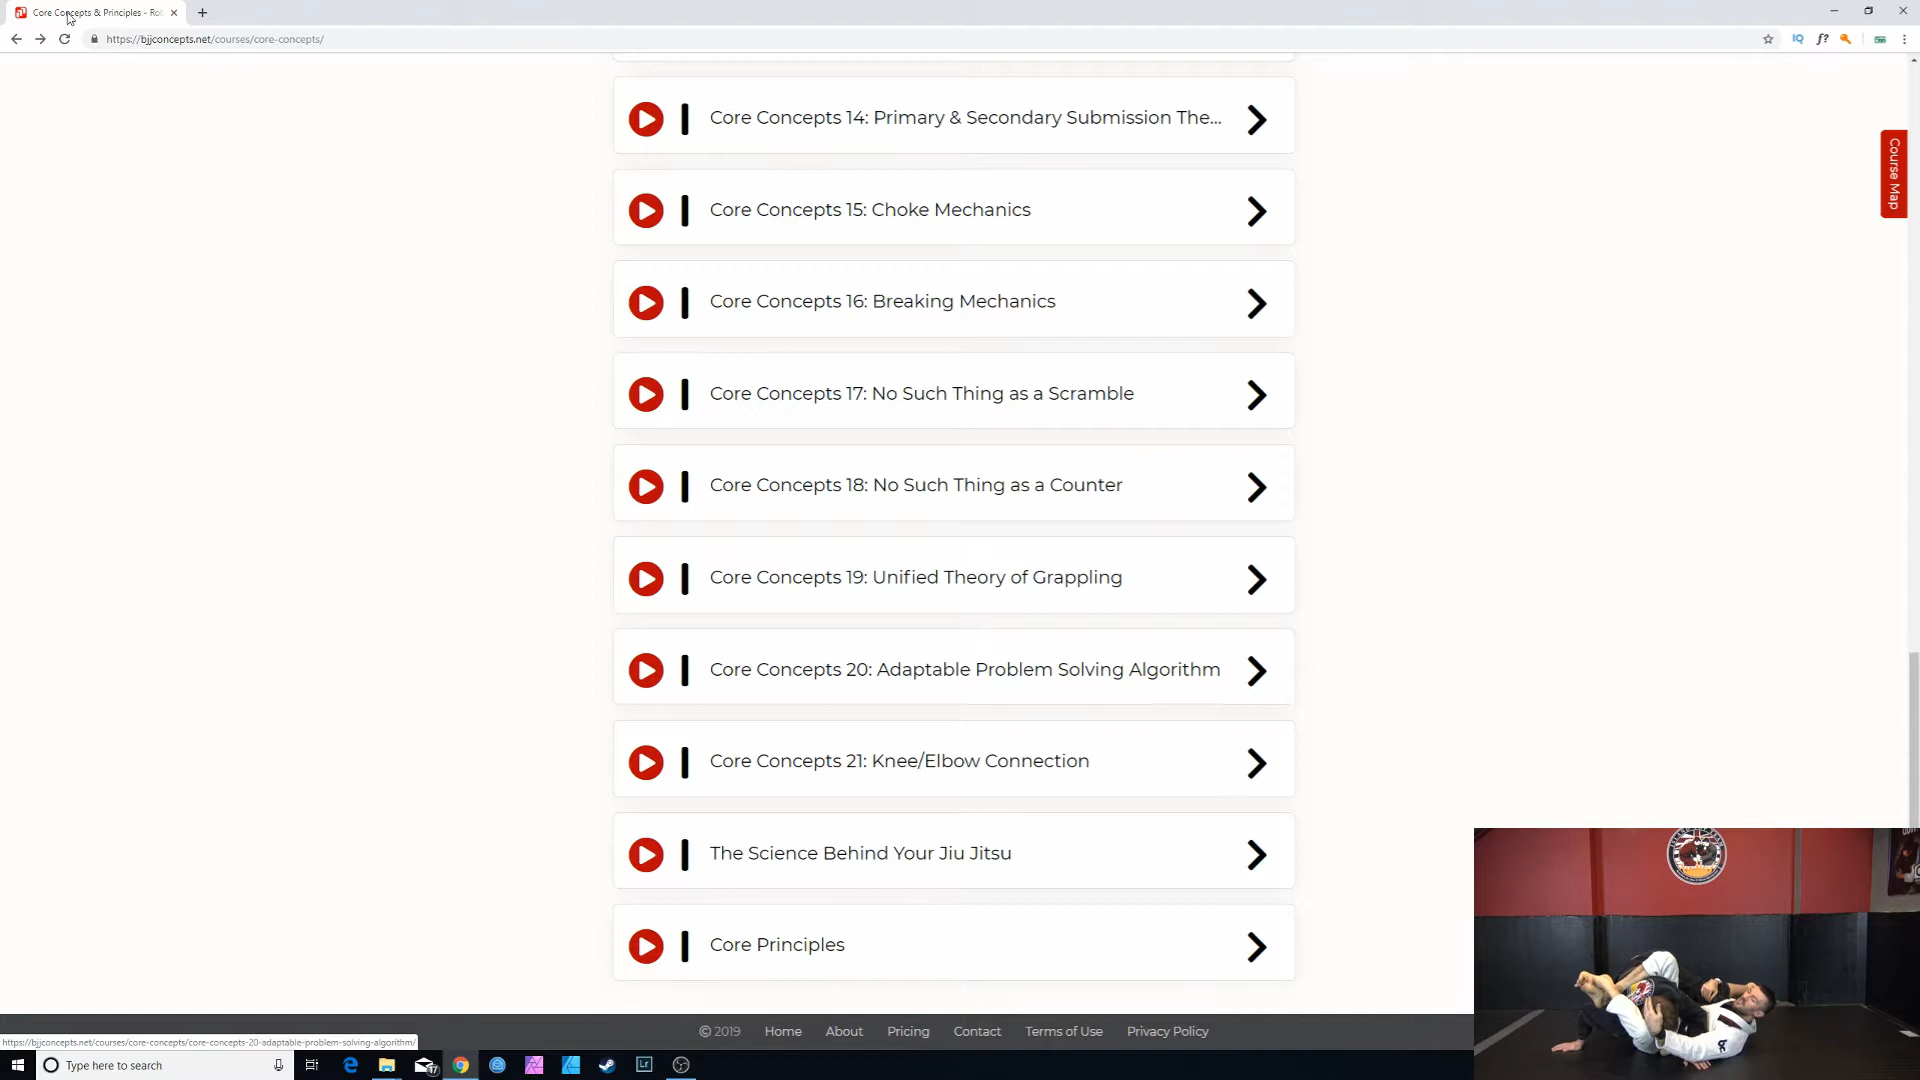 Core Concepts & Principles - Ro
https://bjjconcepts.net/courses/core-concepts/
IQ
f?
Core Concepts 14: Primary & Secondary Submission The...
Course Map
Core Concepts 15: Choke Mechanics
Core Concepts 16: Breaking Mechanics
Core Concepts 17: No Such Thing as a Scramble
Core Concepts 18: No Such Thing as a Counter
Core Concepts 19: Unified Theory of Grappling
Core Concepts 20: Adaptable Problem Solving Algorithm
Core Concepts 21: Knee/Elbow Connection
The Science Behind Your Jiu Jitsu
Core Principles
© 2019 Home About Pricing Contact Terms of Use Privacy Policy
https://bjjconcepts.net/courses/core-concepts/core-concepts-20-adaptable-problem-solving-algorithm/
Type here to search
17
Lr